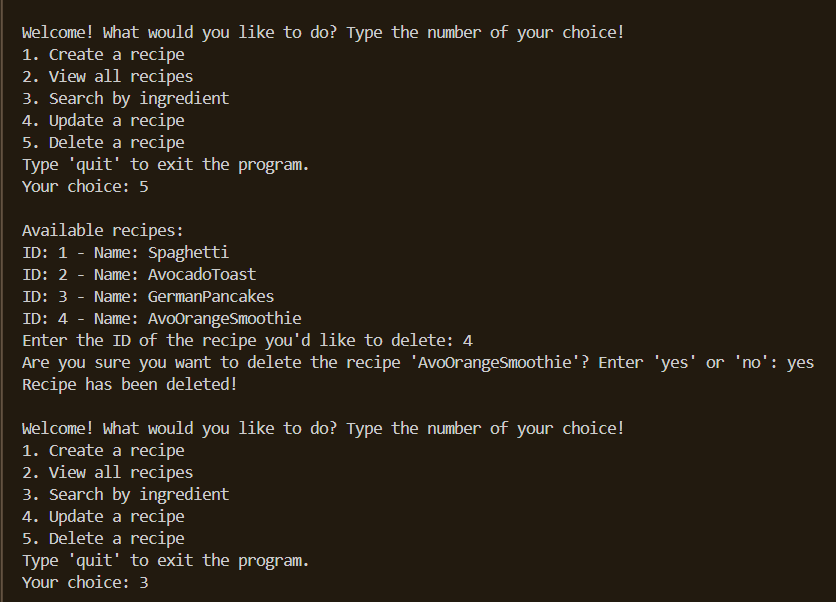 Welcome! What would you like to do? Type the number of your choice!
1. Create a recipe
2. View all recipes
3. Search by ingredient
4. Update a recipe
5. Delete a recipe
Type 'quit' to exit the program.
Your choice: 5
Available recipes:
ID: 1 - Name: Spaghetti
ID: 2 - Name: AvocadoToast
ID: 3 - Name: GermanPancakes
ID: 4 - Name: AvoOrangeSmoothie
Enter the ID of the recipe you'd like to delete: 4
Are you sure you want to delete the recipe 'AvoOrangeSmoothie'? Enter 'yes' or 'no': yes
Recipe has been deleted!
Welcome! What would you like to do? Type the number of your choice!
1. Create a recipe
2. View all recipes
3. Search by ingredient
4. Update a recipe
5. Delete a recipe
Type 'quit' to exit the program.
Your choice: 3